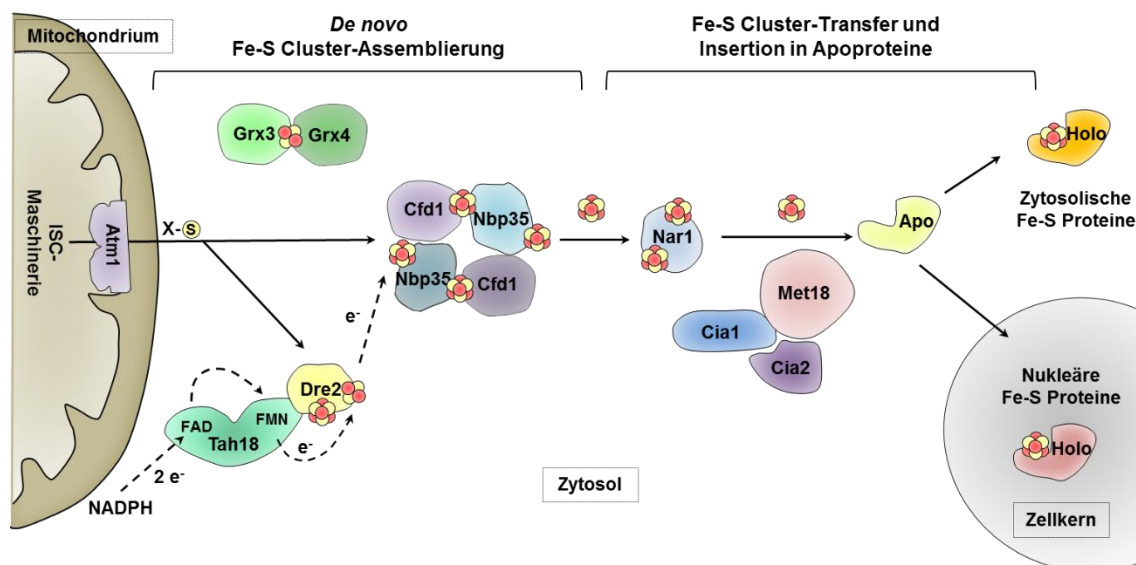 Mitochondrium
De novo
Fe-S Cluster-Assemblierung
Fe-S Cluster-Transfer und
Insertion in Apoproteine
Grx3
Grx4
Holo
Zytosolische
Fe-S Proteine
ISC-
Maschinerie
Atm1
X-S
Cfd1
Nbp35
Nbp35
Cfd1
Nar1
Apo
Met18
Cia1
Cia2
e-
Dre2
FAD
FMN
Tah18
e-
2 e-
NADPH
Zytosol
Nukleäre
Fe-S Proteine
Holo
Zellkern